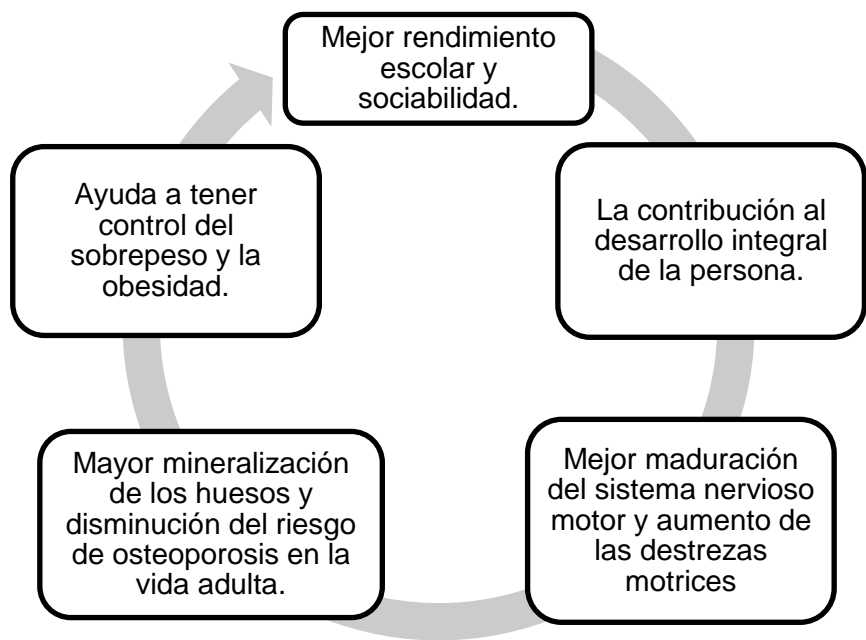 Mejor rendimiento
escolar y
sociabilidad.
La contribución al
desarrollo integral
de la persona.
Mejor maduración
del sistema nervioso
motor y aumento de
las destrezas
motrices
Mayor mineralización
de los huesos y
disminución del riesgo
de osteoporosis en la
vida adulta.
Ayuda a tener
control del
sobrepeso y la
obesidad.